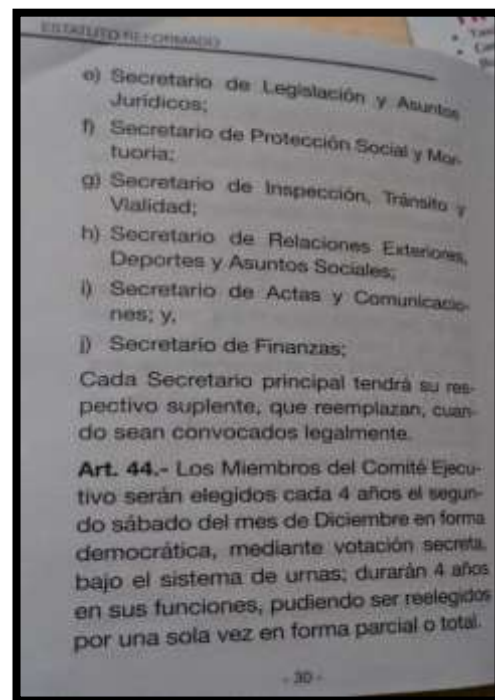 ESTATUTO REFORMADO
e) Secretario de Legislación y Asuntos
Jurídicos;
f) Secretario de Protección Social y Mor-
tuoria;
g) Secretario de Inspección, Tránsito y
Vialidad;
h) Secretario de Relaciones Exteriores,
Deportes y Asuntos Sociales;
i) Secretario de Actas y Comunicacio-
nes; y,
j) Secretario de Finanzas;
Cada Secretario principal tendrá su res-
pectivo suplente, que reemplazan, cuan-
do sean convocados legalmente.
Art. 44.- Los Miembros del Comité Ejecu-
tivo serán elegidos cada 4 años el segun-
do sábado del mes de Diciembre en forma
democrática, mediante votación secreta,
bajo el sistema de urnas; durarán 4 años
en sus funciones, pudiendo ser reelegidos
por una sola vez en forma parcial o total.
- 30 -